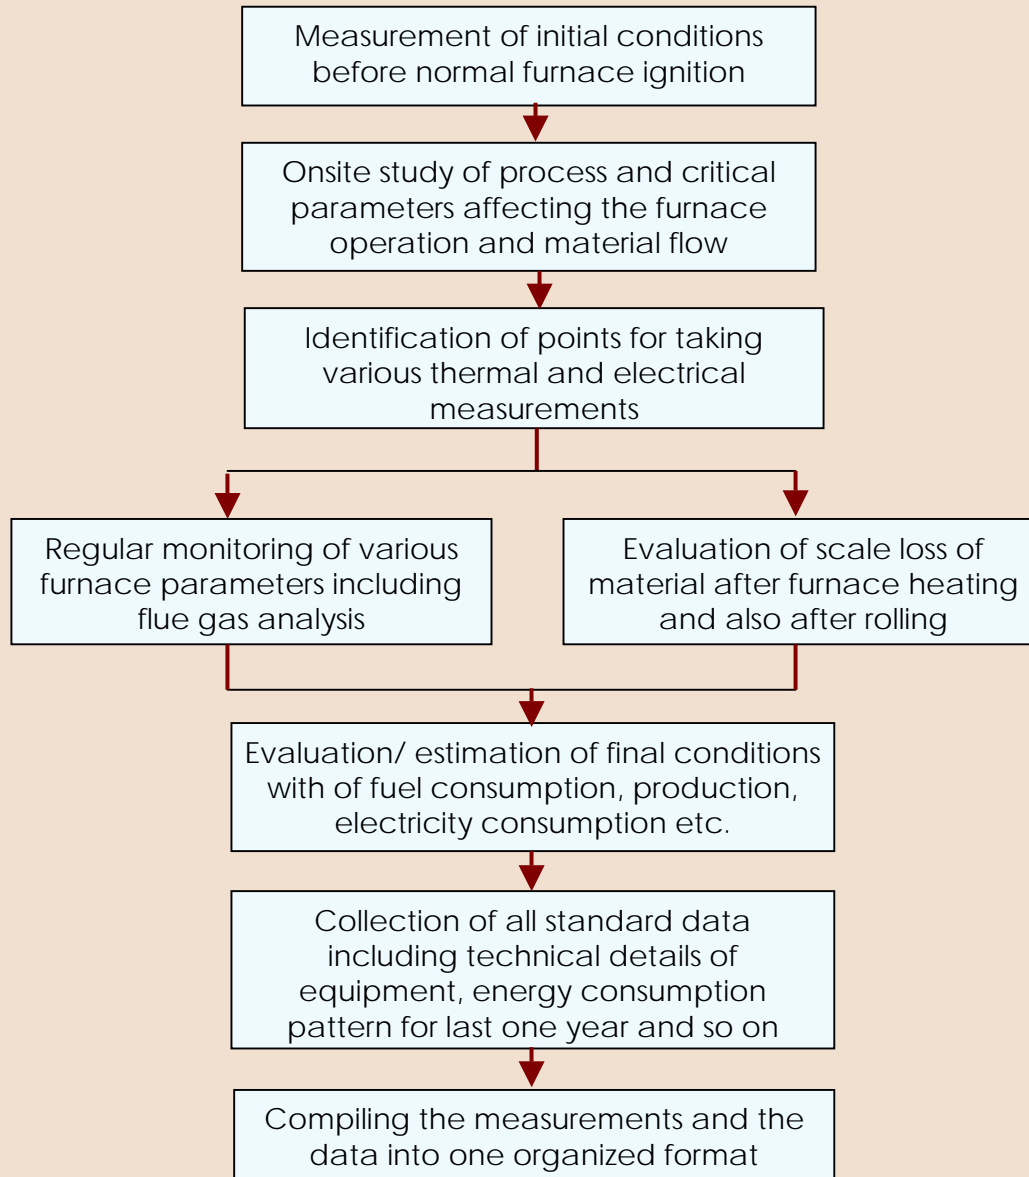 Measurement of initial conditions
before normal furnace ignition
Onsite study of process and critical
parameters affecting the furnace
operation and material flow
Identification of points for taking
various thermal and electrical
measurements
Regular monitoring of various
furnace parameters including
flue gas analysis
Evaluation of scale loss of
material after furnace heating
and also after rolling
Evaluation/ estimation of final conditions
with of fuel consumption, production,
electricity consumption etc.
Collection of all standard data
including technical details of
equipment, energy consumption
pattern for last one year and so on
Compiling the measurements and the
data into one organized format